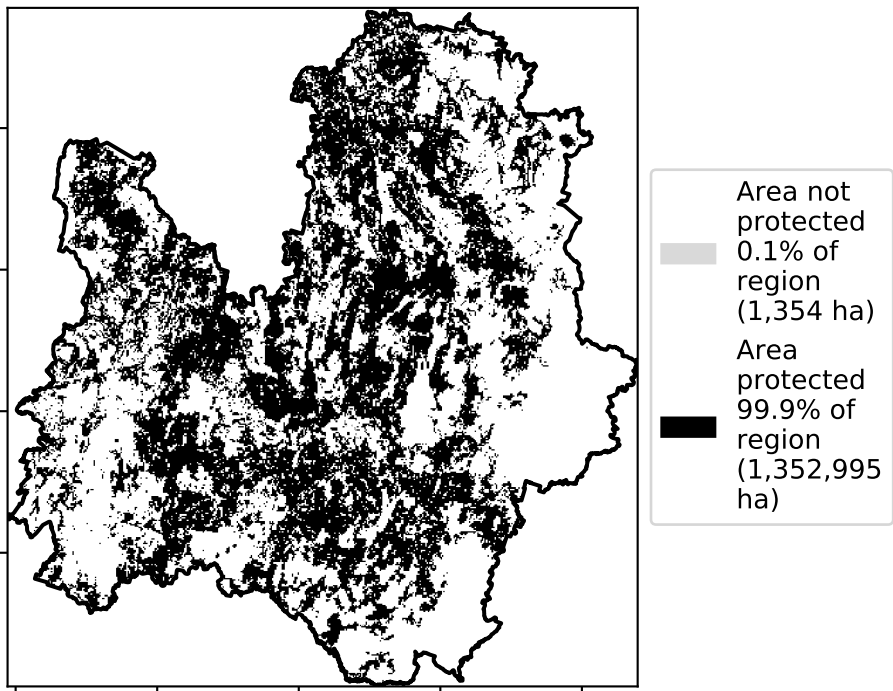 Area not
protected
0.1% of
region
(1,354 ha)
Area
protected
99.9% of
region
(1,352,995
ha)